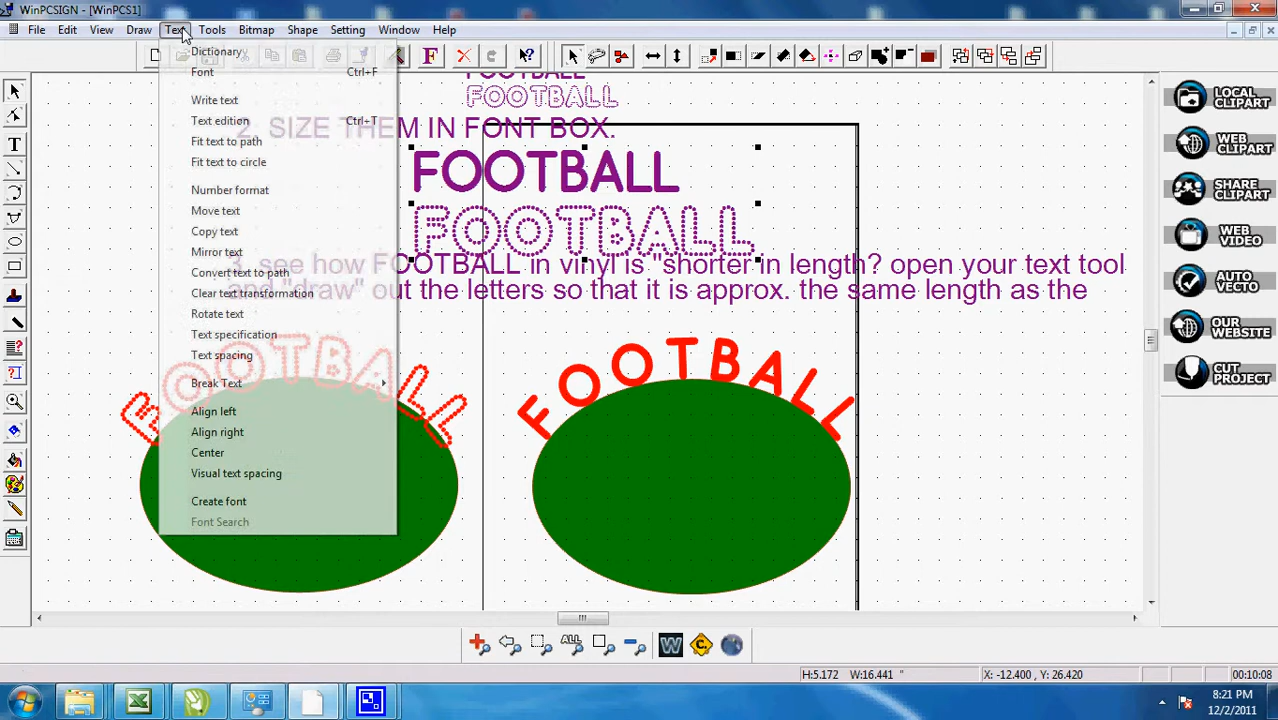 WinPCSIGN - [WinPCS1]
File Edit View Draw Text Tools Bitmap Shape Setting Window Help
Dictionary
Font Ctrl+F
Write text
Text edition Ctrl+T
Fit text to path
Fit text to circle
Number format
Move text
Copy text
Mirror text
Convert text to path
Clear text transformation
Rotate text
Text specification
Text spacing
Break Text
Align left
Align right
Center
Visual text spacing
Create font
Font Search
FOOTBALL
FOOTBALL
2. SIZE THEM IN FONT BOX.
FOOTBALL
FOOTBALL
3. see how FOOTBALL in vinyl is "shorter in length? open your text tool
and "draw" out the letters so that it is approx. the same length as the
FOOTBALL
FOOTBALL
LOCAL CLIPART
WEB CLIPART
SHARE CLIPART
WEB VIDEO
AUTO VECTO
OUR WEBSITE
CUT PROJECT
ALL
W
C.
H:5.172 W:16.441 " X: -12.400 , Y: 26.420 00:10:08
8:21 PM
12/2/2011